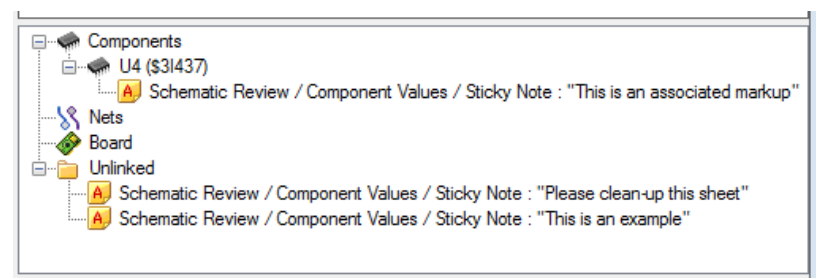 Components
U4 ($3I437)
Schematic Review / Component Values / Sticky Note : "This is an associated markup"
Nets
Board
Unlinked
Schematic Review / Component Values / Sticky Note : "Please clean-up this sheet"
Schematic Review / Component Values / Sticky Note : "This is an example"